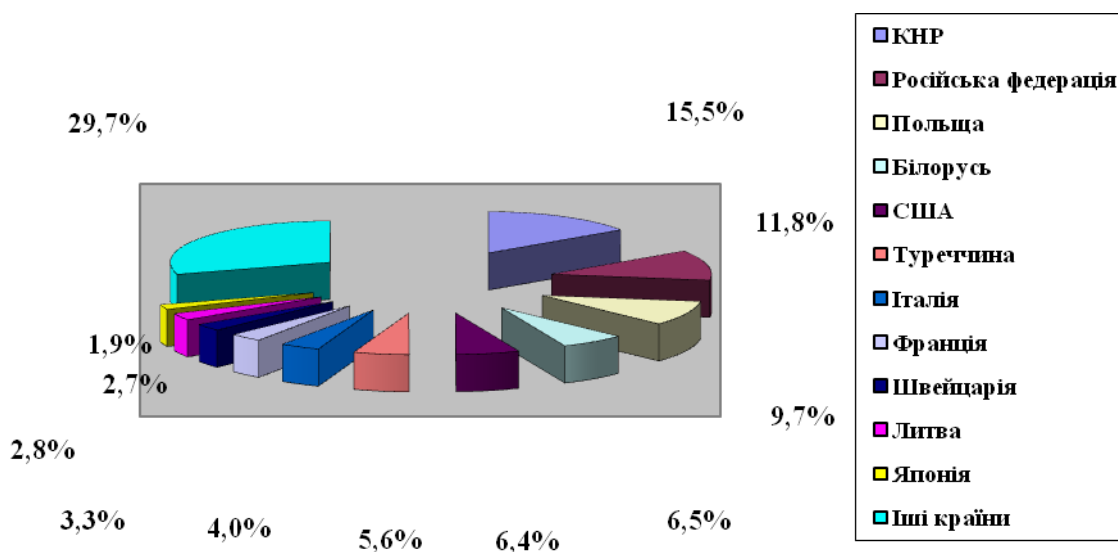 29,7%
15,5%
11,8%
1,9%
2,7%
9,7%
2,8%
3,3%
4,0%
5,6%
6,4%
6,5%
КНР
Російська федерація
Польща
Білорусь
США
Туреччина
Італія
Франція
Швейцарія
Литва
Японія
Іші країни